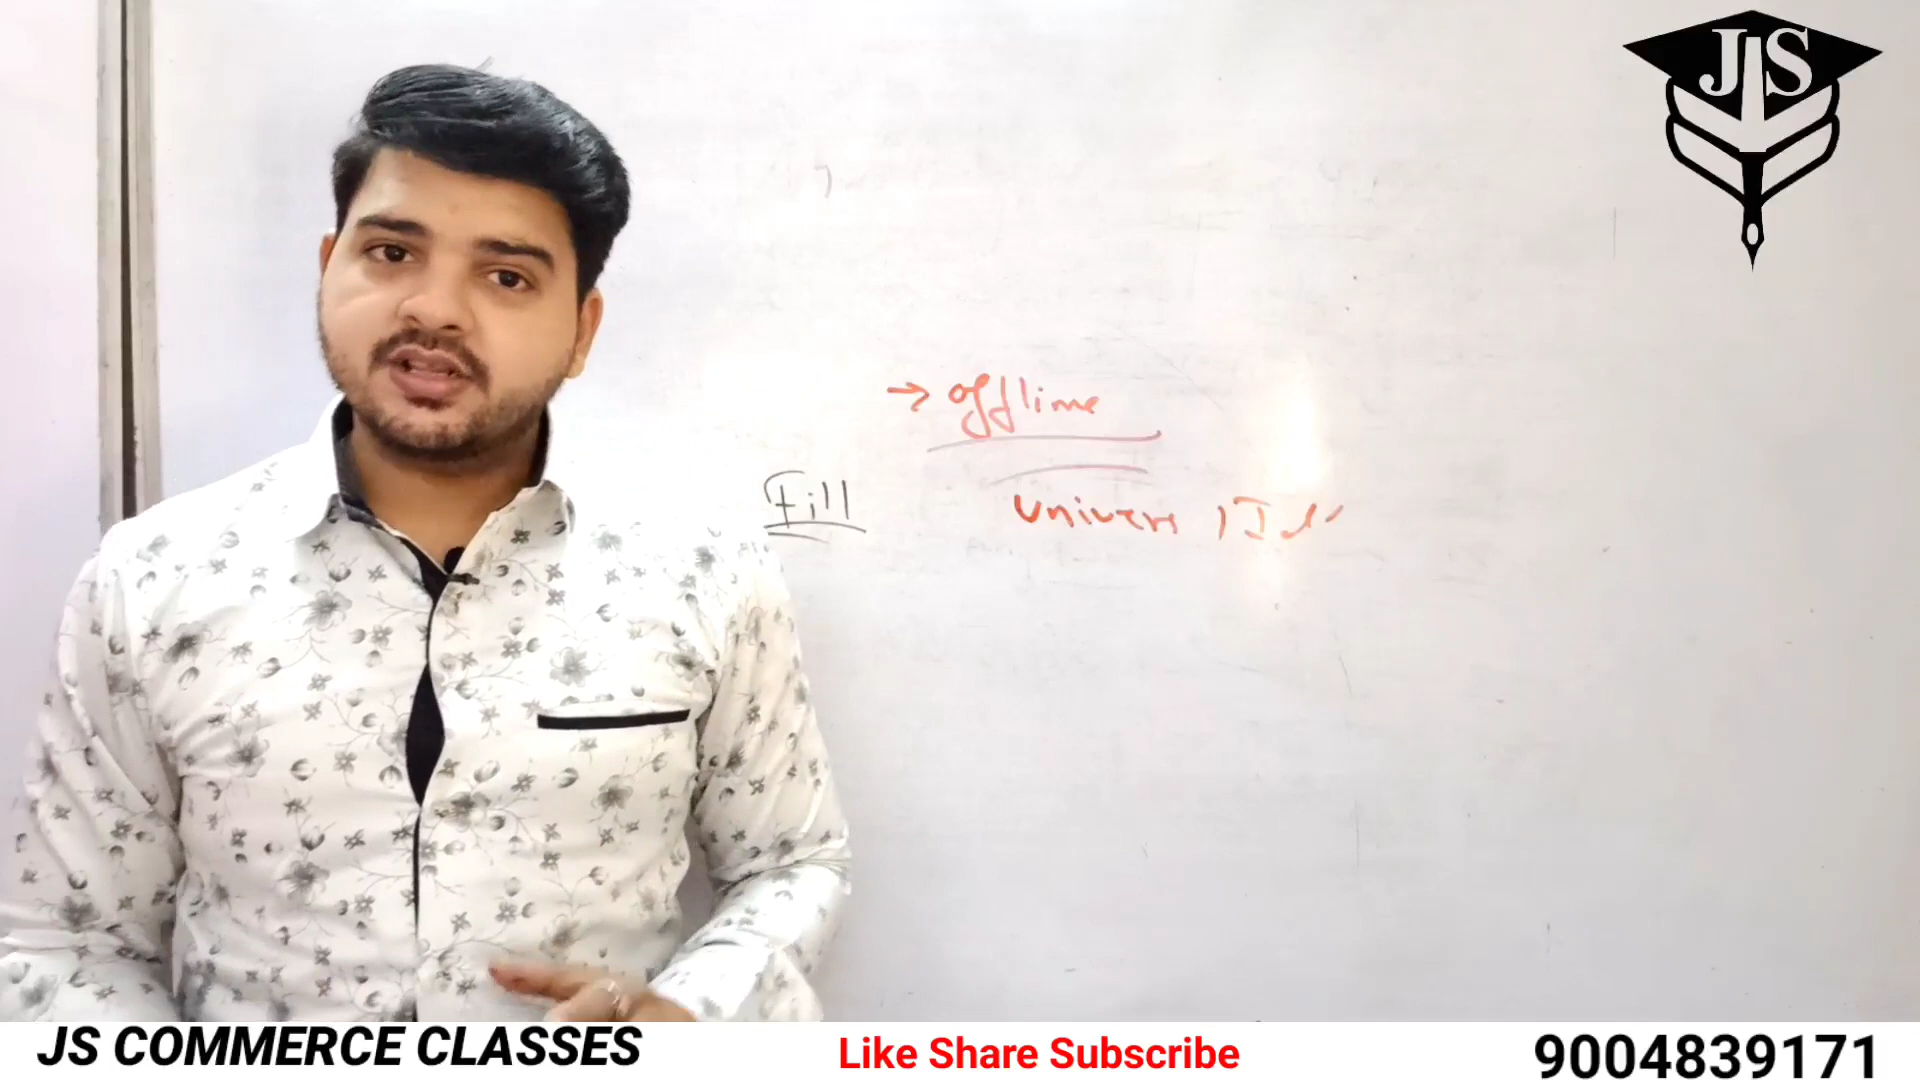 JS
→ offline
Fill
univers
JS COMMERCE CLASSES
Like Share Subscribe
9004839171